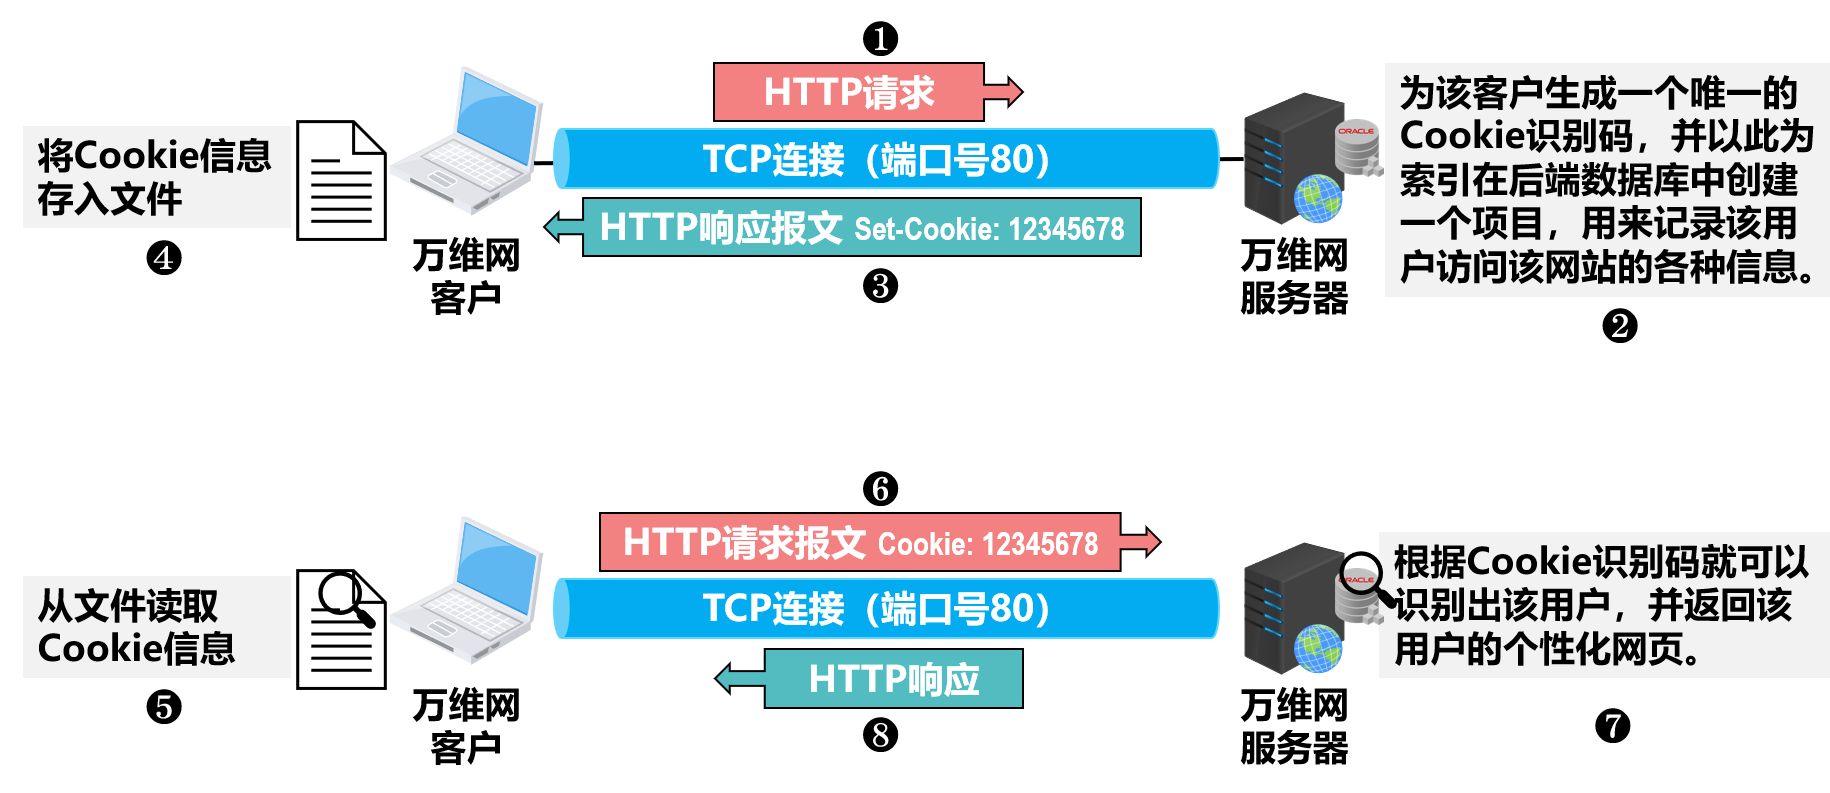 ❶
HTTP请求
将Cookie信息
存入文件
❹
TCP连接（端口号80）
HTTP响应报文 Set-Cookie: 12345678
❸
万维网
客户
ORACLE
万维网
服务器
为该客户生成一个唯一的
Cookie识别码，并以此为
索引在后端数据库中创建
一个项目，用来记录该用
户访问该网站的各种信息。
❷
❻
HTTP请求报文 Cookie: 12345678
从文件读取
Cookie信息
❺
TCP连接（端口号80）
HTTP响应
❽
万维网
客户
ORACLE
万维网
服务器
根据Cookie识别码就可以
识别出该用户，并返回该
用户的个性化网页。
❼